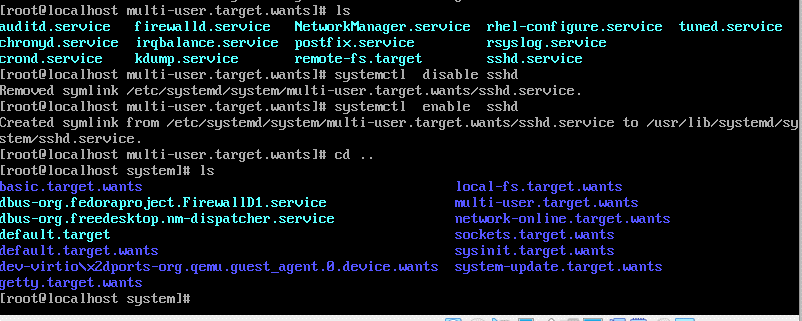 [root@localhost multi-user.target.wants]# ls
auditd.service firewalld.service NetworkManager.service rhel-configure.service tuned.service
chronyd.service irqbalance.service postfix.service rsyslog.service
crond.service kdump.service remote-fs.target sshd.service
[root@localhost multi-user.target.wants]# systemctl disable sshd
Removed symlink /etc/systemd/system/multi-user.target.wants/sshd.service.
[root@localhost multi-user.target.wants]# systemctl enable sshd
Created symlink from /etc/systemd/system/multi-user.target.wants/sshd.service to /usr/lib/systemd/sy
stem/sshd.service.
[root@localhost multi-user.target.wants]# cd ..
[root@localhost system]# ls
basic.target.wants local-fs.target.wants
dbus-org.fedoraproject.FirewallD1.service multi-user.target.wants
dbus-org.freedesktop.nm-dispatcher.service network-online.target.wants
default.target sockets.target.wants
default.target.wants sysinit.target.wants
dev-virtio\x2dports-org.qemu.guest_agent.0.device.wants system-update.target.wants
getty.target.wants
[root@localhost system]#